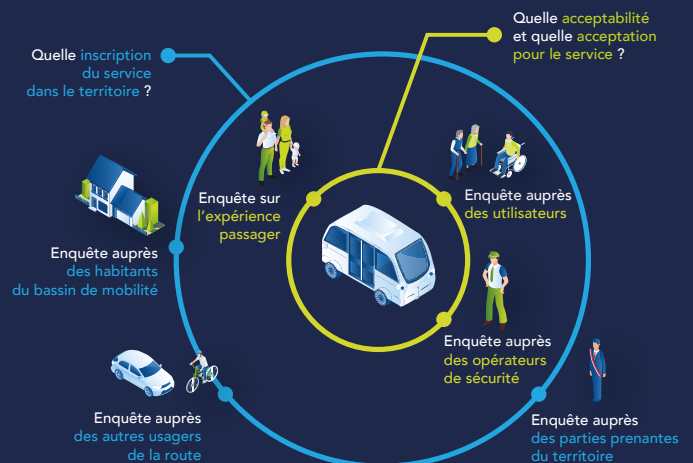 Quelle acceptabilité
et quelle acceptation
pour le service ?
Quelle inscription
du service
dans le territoire ?
Enquête sur
l'expérience
passager
Enquête auprès
des utilisateurs
Enquête auprès
des habitants
du bassin de mobilité
Enquête auprès
des opérateurs
de sécurité
Enquête auprès
des autres usagers
de la route
Enquête auprès
des parties prenantes
du territoire